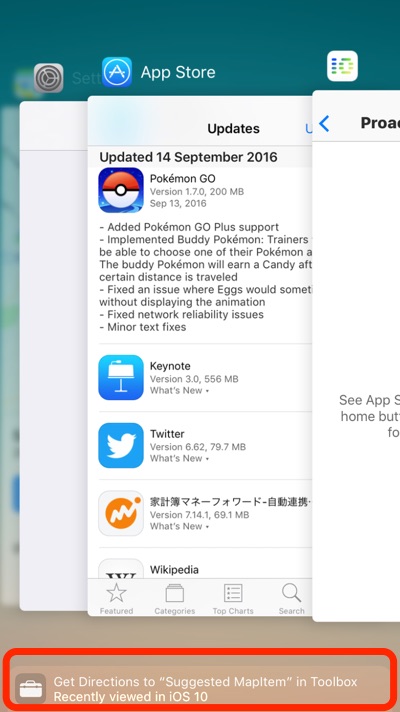 Sett
App Store
Updates
U
Updated 14 September 2016
Pokémon GO
Version 1.7.0, 200 MB
Sep 13, 2016
- Added Pokémon GO Plus support
- Implemented Buddy Pokémon: Trainers
be able to choose one of their Pokémon a
The buddy Pokémon will earn a Candy aft
certain distance is traveled
- Fixed an issue where Eggs would somet
without displaying the animation
- Fixed network reliability issues
- Minor text fixes
Keynote
Version 3.0, 556 MB
What's New
Twitter
Version 6.62, 79.7 MB
What's New
家計簿マネーフォワード-自動連携…
Version 7.14.1, 69.1 MB
What's New
W
Wikipedia
Featured
Categories
Top Charts
Search
Proac
See App S
home butt
fo
Get Directions to “Suggested MapItem” in Toolbox
Recently viewed in iOS 10